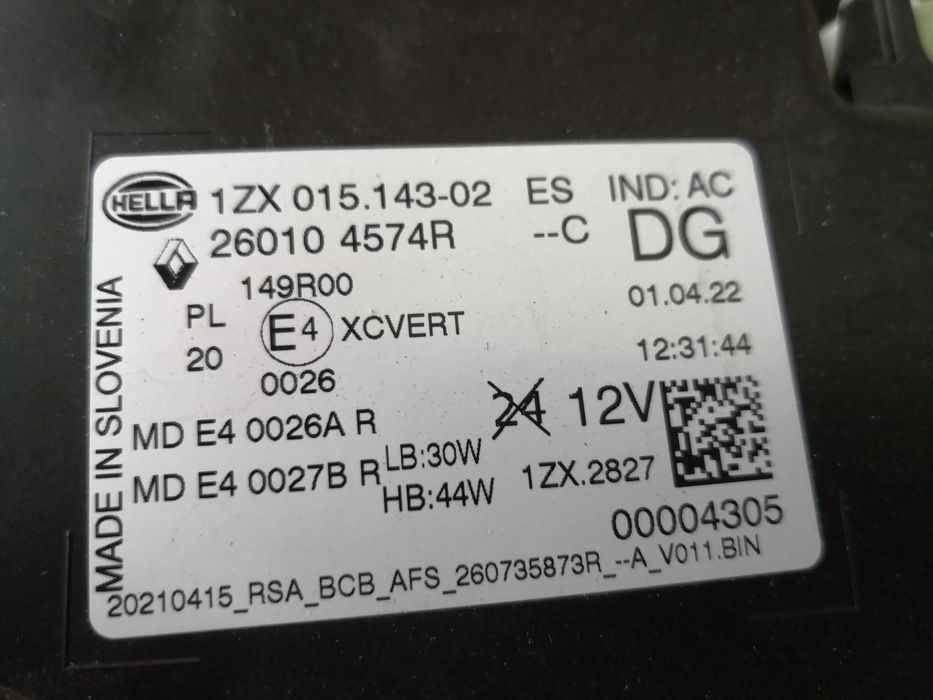 HELLA 1ZX 015.143-02 ES IND: AC
26010 4574R --C DG
149R00 01.04.22
PL E4 XCVERT
20 12:31:44
0026
24 12V
MD E4 0026A R
MD E4 0027B R LB:30W 1ZX.2827
HB:44W
00004305
20210415_RSA_BCB_AFS_260735873R_--A_V011.BIN
MADE IN SLOVENIA